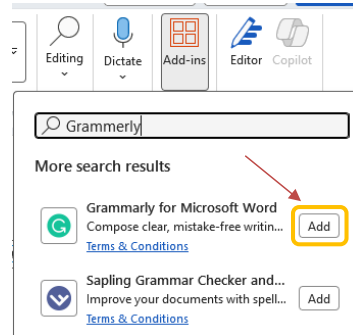 Editing
Dictate
Add-ins
Editor
Copilot
Grammerly
More search results
Grammarly for Microsoft Word
Compose clear, mistake-free writin...
Add
Terms & Conditions
Sapling Grammar Checker and...
Improve your documents with spell...
Add
Terms & Conditions